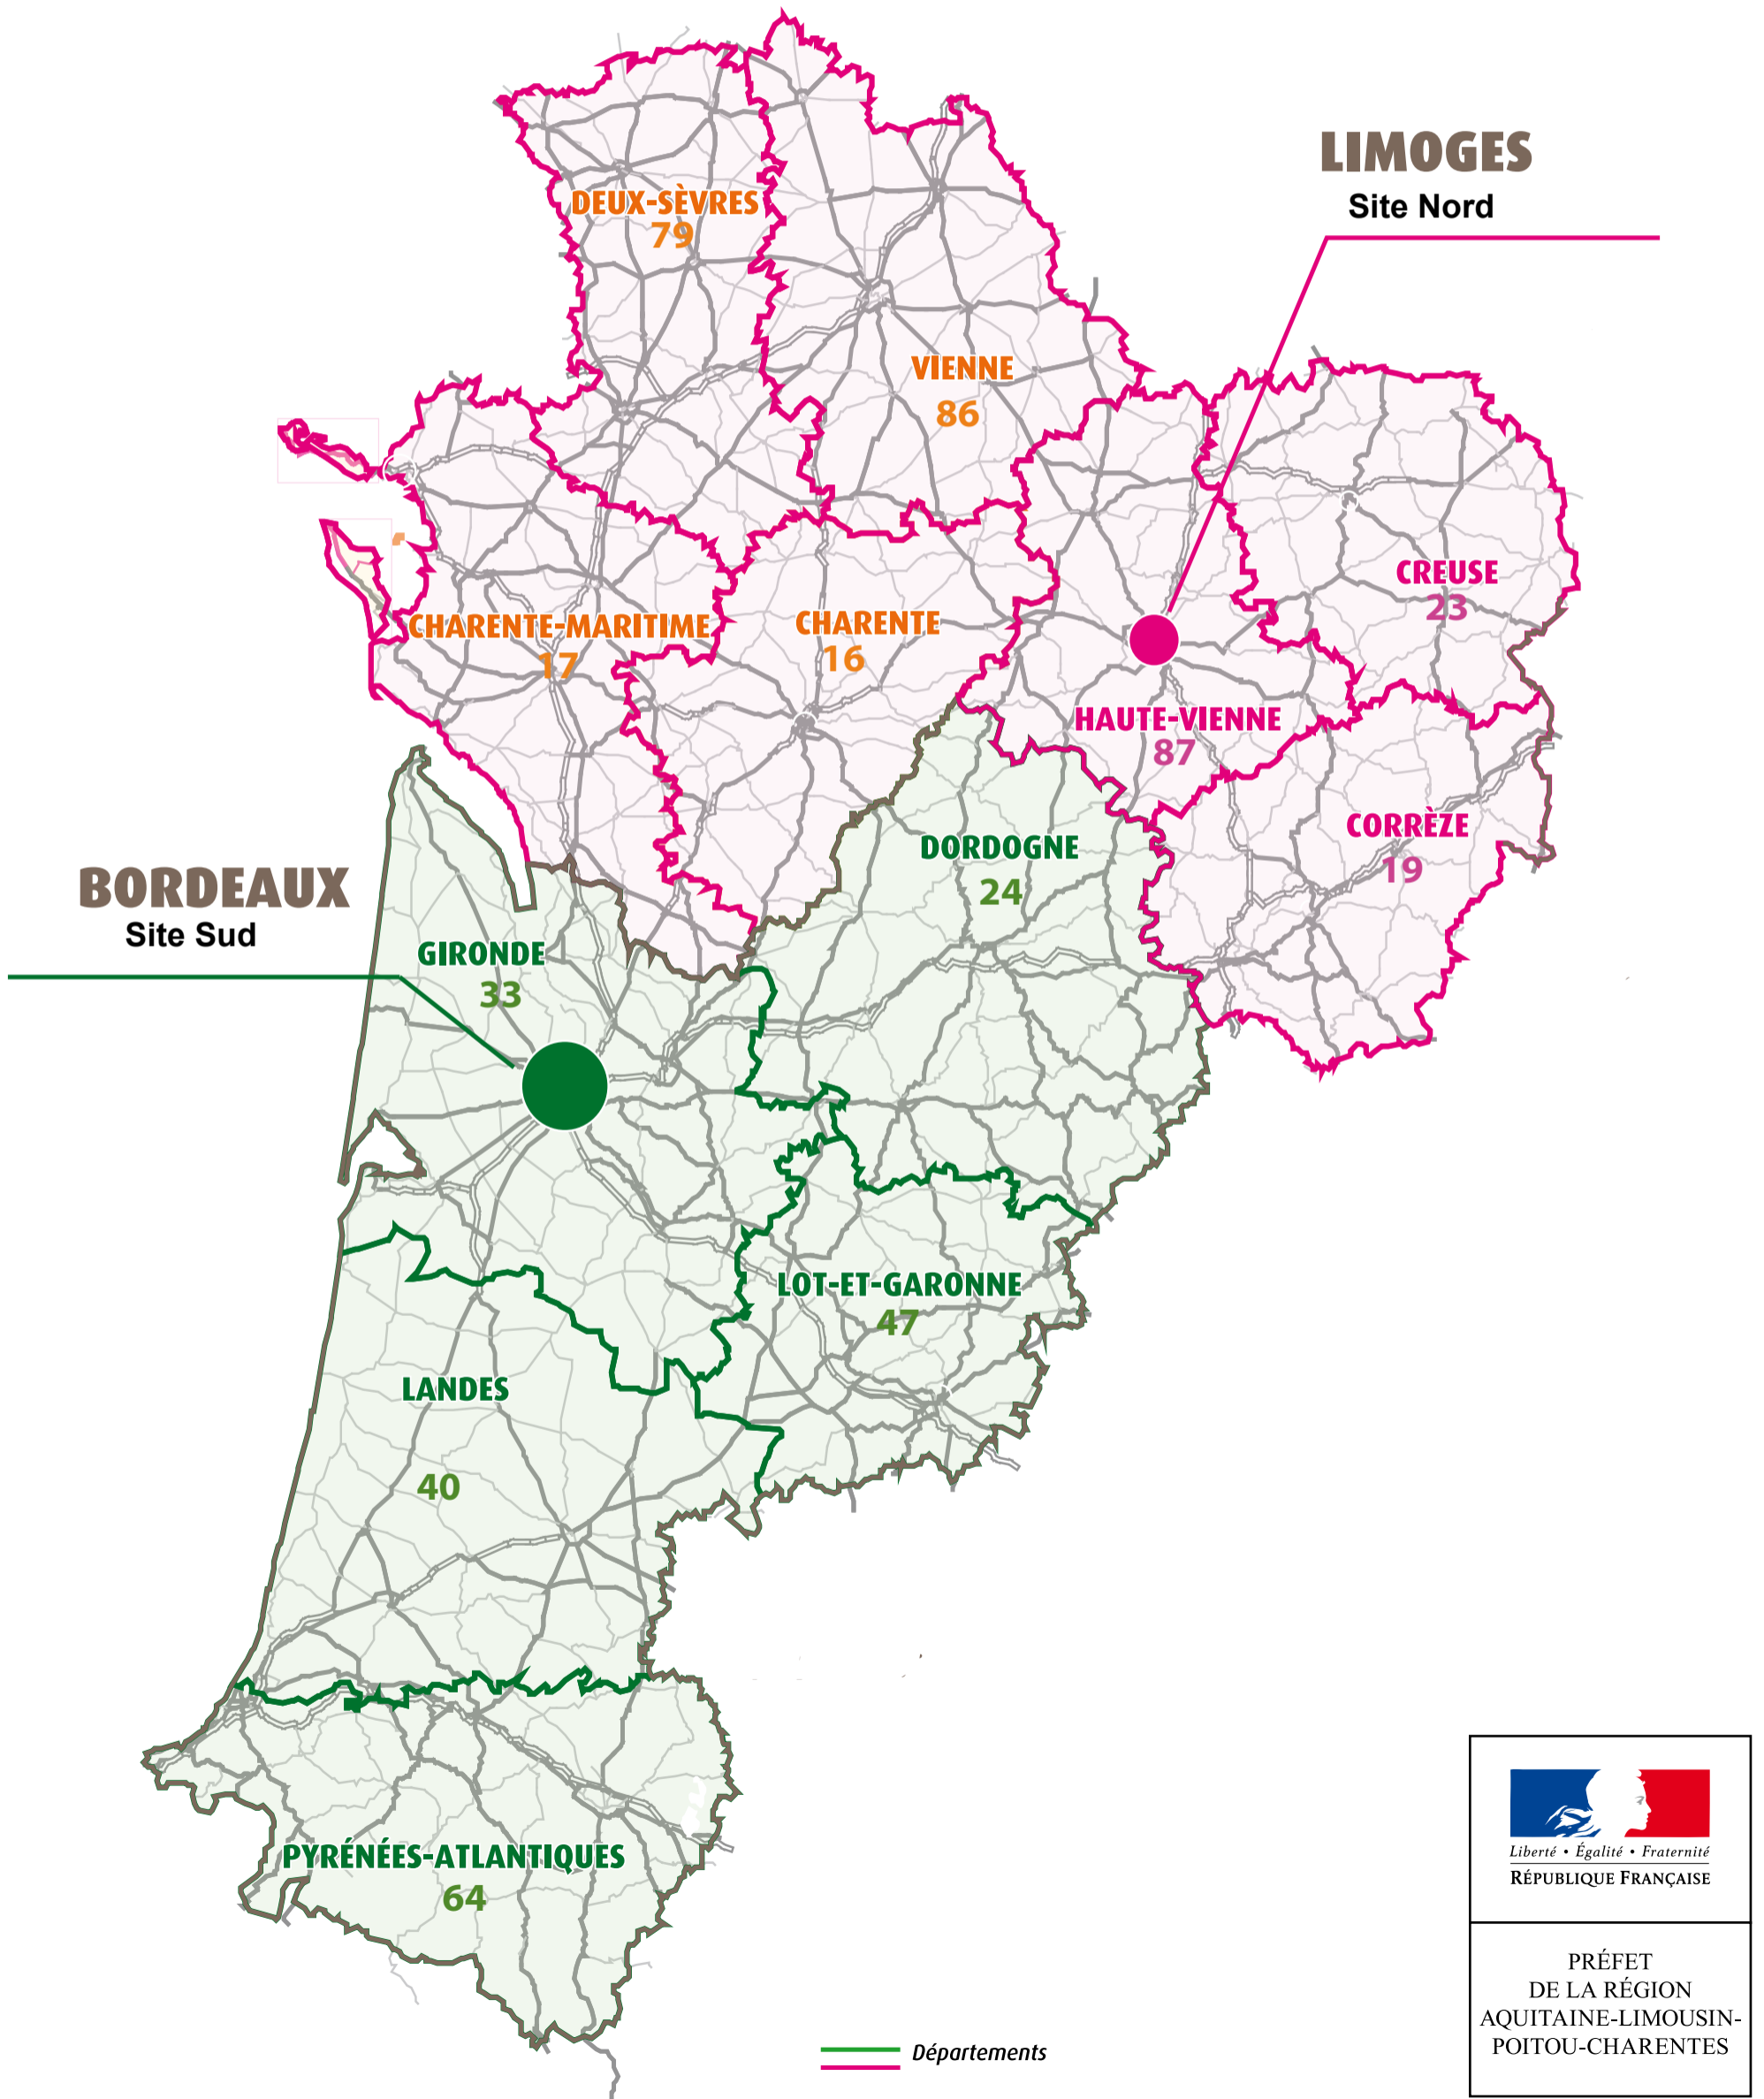 LIMOGES
Site Nord
DEUX-SÈVRES
79
VIENNE
86
CREUSE
23
CHARENTE-MARITIME
17
CHARENTE
16
HAUTE-VIENNE
87
CORRÈZE
19
DORDOGNE
24
BORDEAUX
Site Sud
GIRONDE
33
LOT-ET-GARONNE
47
LANDES
40
PYRÉNÉES-ATLANTIQUES
64
Départements
Liberté • Égalité • Fraternité
RÉPUBLIQUE FRANÇAISE
PRÉFET
DE LA RÉGION
AQUITAINE-LIMOUSIN-
POITOU-CHARENTES